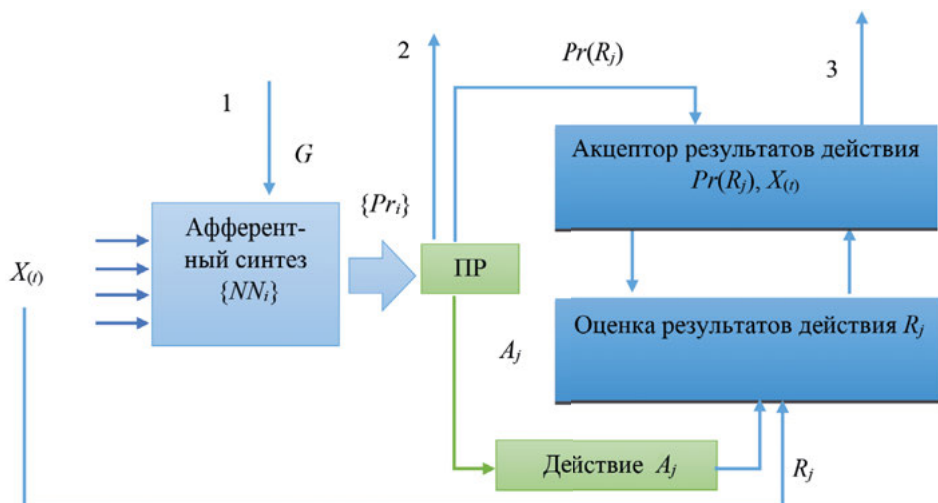 1
2
3
G
Pr(Rj)
{Pri}
X(t)
Афферент-
ный синтез
{NNi}
ПР
Акцептор результатов действия
Pr(Rj), X(t)
Оценка результатов действия Rj
Aj
Действие Aj
Rj